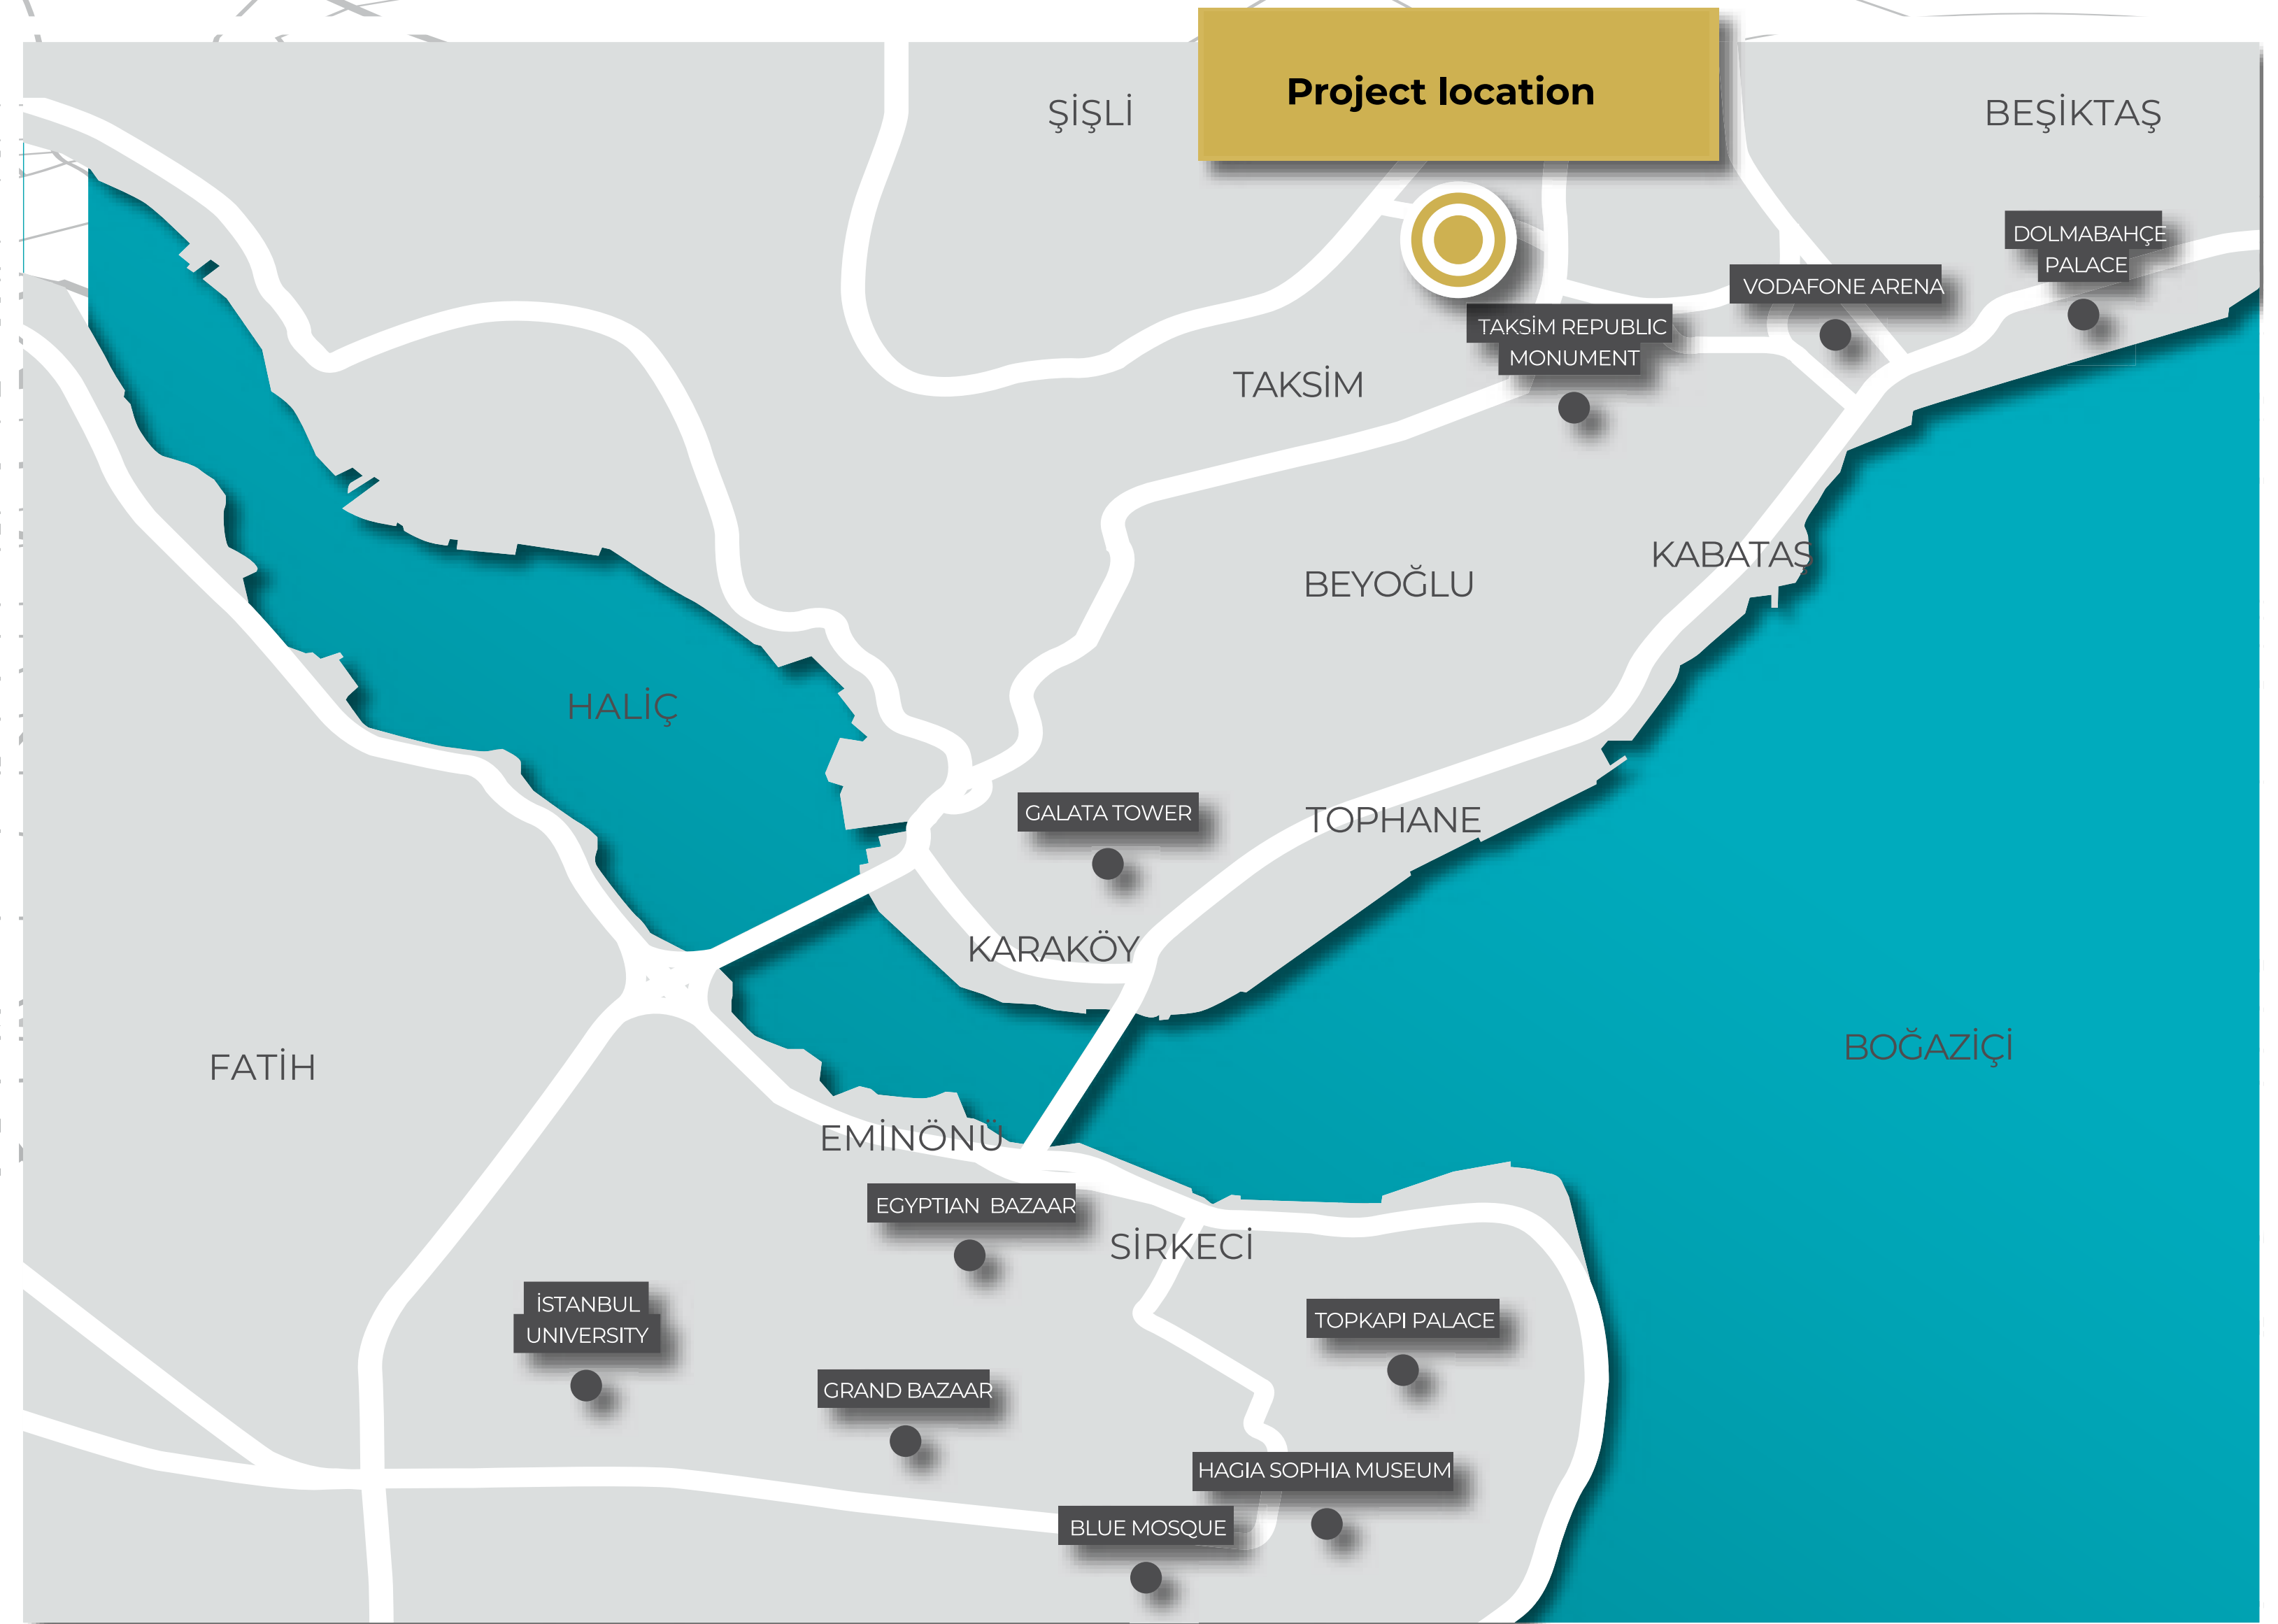 Project location
ŞİŞLİ
BEŞİKTAŞ
DOLMABAHÇE
PALACE
VODAFONE ARENA
TAKSİM REPUBLIC
MONUMENT
TAKSİM
KABATAŞ
BEYOĞLU
HALİÇ
GALATA TOWER
TOPHANE
KARAKÖY
BOĞAZİÇİ
FATİH
EMİNÖNÜ
EGYPTIAN BAZAAR
SİRKECİ
İSTANBUL
UNIVERSITY
TOPKAPI PALACE
GRAND BAZAAR
HAGIA SOPHIA MUSEUM
BLUE MOSQUE